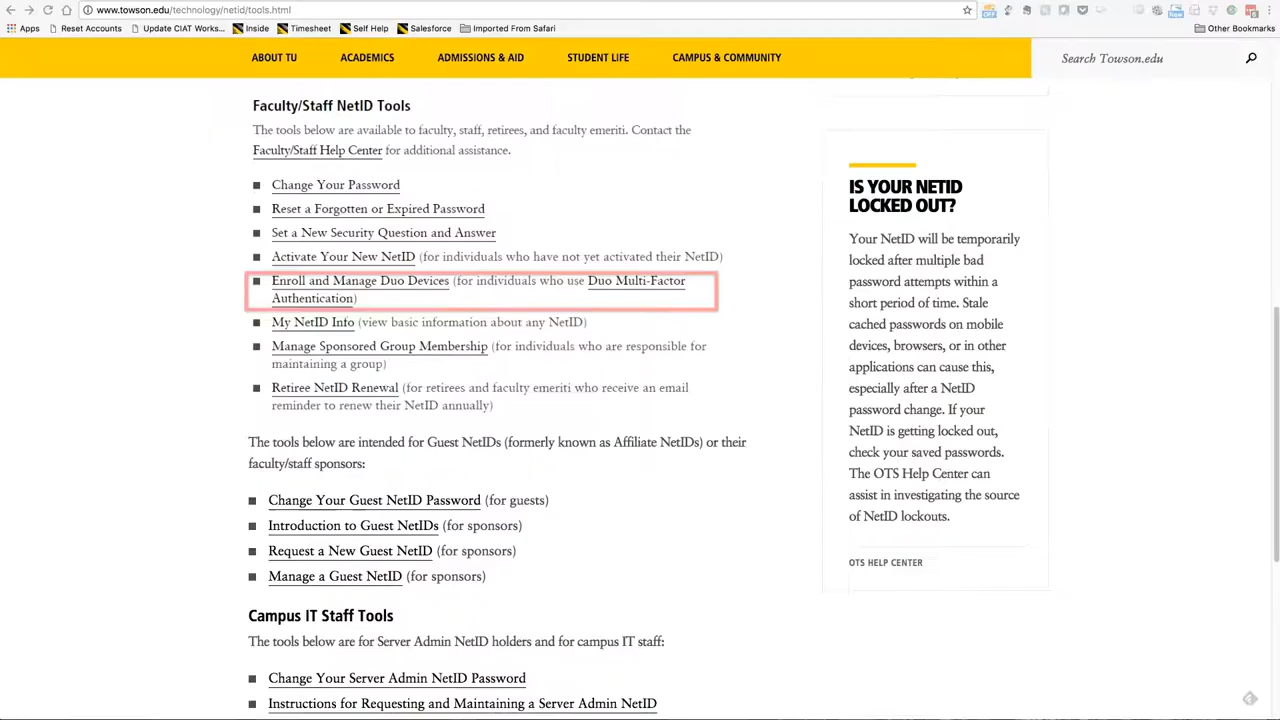 www.towson.edu/technology/netid/tools.html
Apps Reset Accounts Update CIAT Works... Inside Timesheet Self Help Salesforce Imported From Safari Other Bookmarks
ABOUT TU ACADEMICS ADMISSIONS & AID STUDENT LIFE CAMPUS & COMMUNITY Search Towson.edu
Faculty/Staff NetID Tools
The tools below are available to faculty, staff, retirees, and faculty emeriti. Contact the
Faculty/Staff Help Center for additional assistance.
Change Your Password
Reset a Forgotten or Expired Password
Set a New Security Question and Answer
Activate Your New NetID (for individuals who have not yet activated their NetID)
Enroll and Manage Duo Devices (for individuals who use Duo Multi-Factor
Authentication)
My NetID Info (view basic information about any NetID)
Manage Sponsored Group Membership (for individuals who are responsible for
maintaining a group)
Retiree NetID Renewal (for retirees and faculty emeriti who receive an email
reminder to renew their NetID annually)
The tools below are intended for Guest NetIDs (formerly known as Affiliate NetIDs) or their
faculty/staff sponsors:
Change Your Guest NetID Password (for guests)
Introduction to Guest NetIDs (for sponsors)
Request a New Guest NetID (for sponsors)
Manage a Guest NetID (for sponsors)
Campus IT Staff Tools
The tools below are for Server Admin NetID holders and for campus IT staff:
Change Your Server Admin NetID Password
Instructions for Requesting and Maintaining a Server Admin NetID
IS YOUR NETID
LOCKED OUT?
Your NetID will be temporarily
locked after multiple bad
password attempts within a
short period of time. Stale
cached passwords on mobile
devices, browsers, or in other
applications can cause this,
especially after a NetID
password change. If your
NetID is getting locked out,
check your saved passwords.
The OTS Help Center can
assist in investigating the source
of NetID lockouts.
OTS HELP CENTER